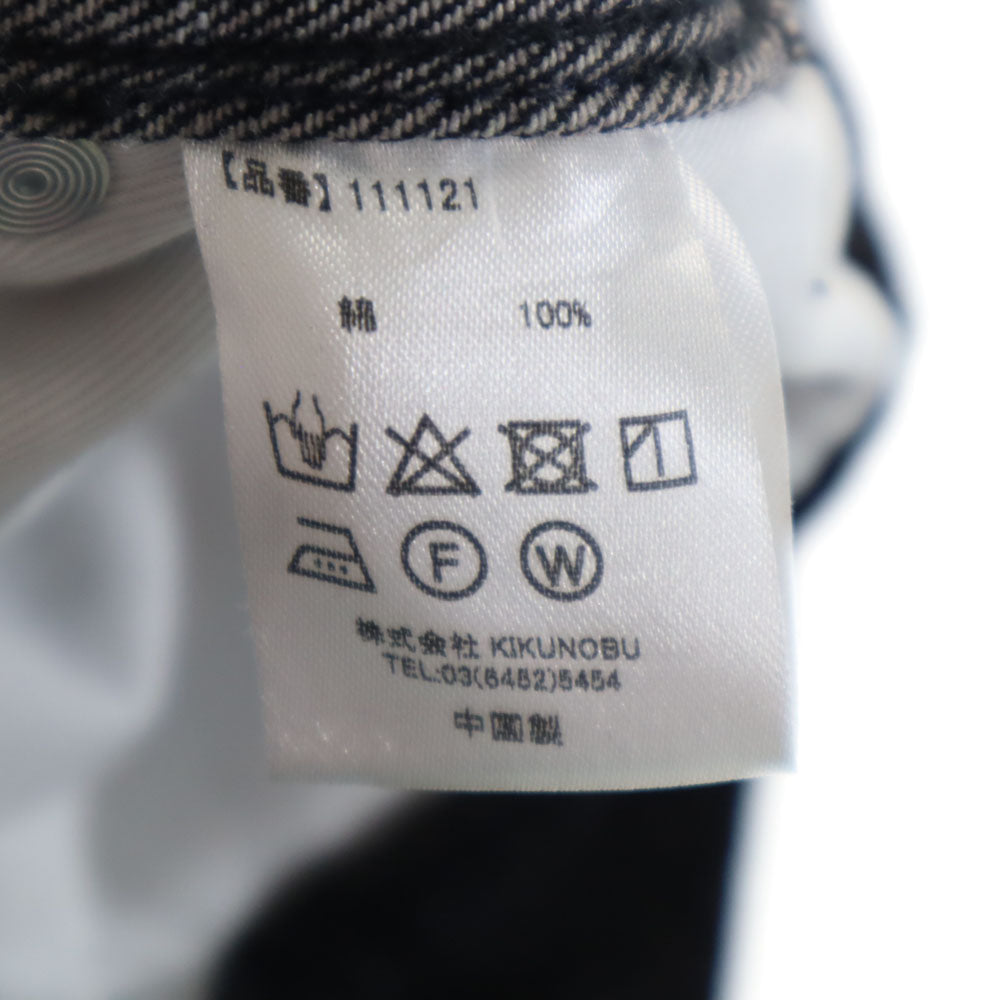 【品番】111121
綿 100%
F W
株式会社 KIKUNOBU
TEL:03(6452)5454
中国製